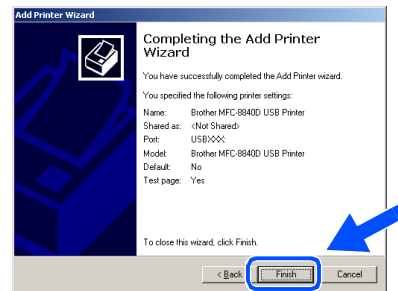 Add Printer Wizard
Completing the Add Printer
Wizard
You have successfully completed the Add Printer wizard.
You specified the following printer settings:
Name: Brother MFC-8840D USB Printer
Shared as: <Not Shared>
Port: USBXXX:
Model: Brother MFC-8840D USB Printer
Default: No
Test page: Yes
To close this wizard, click Finish.
< Back Finish Cancel